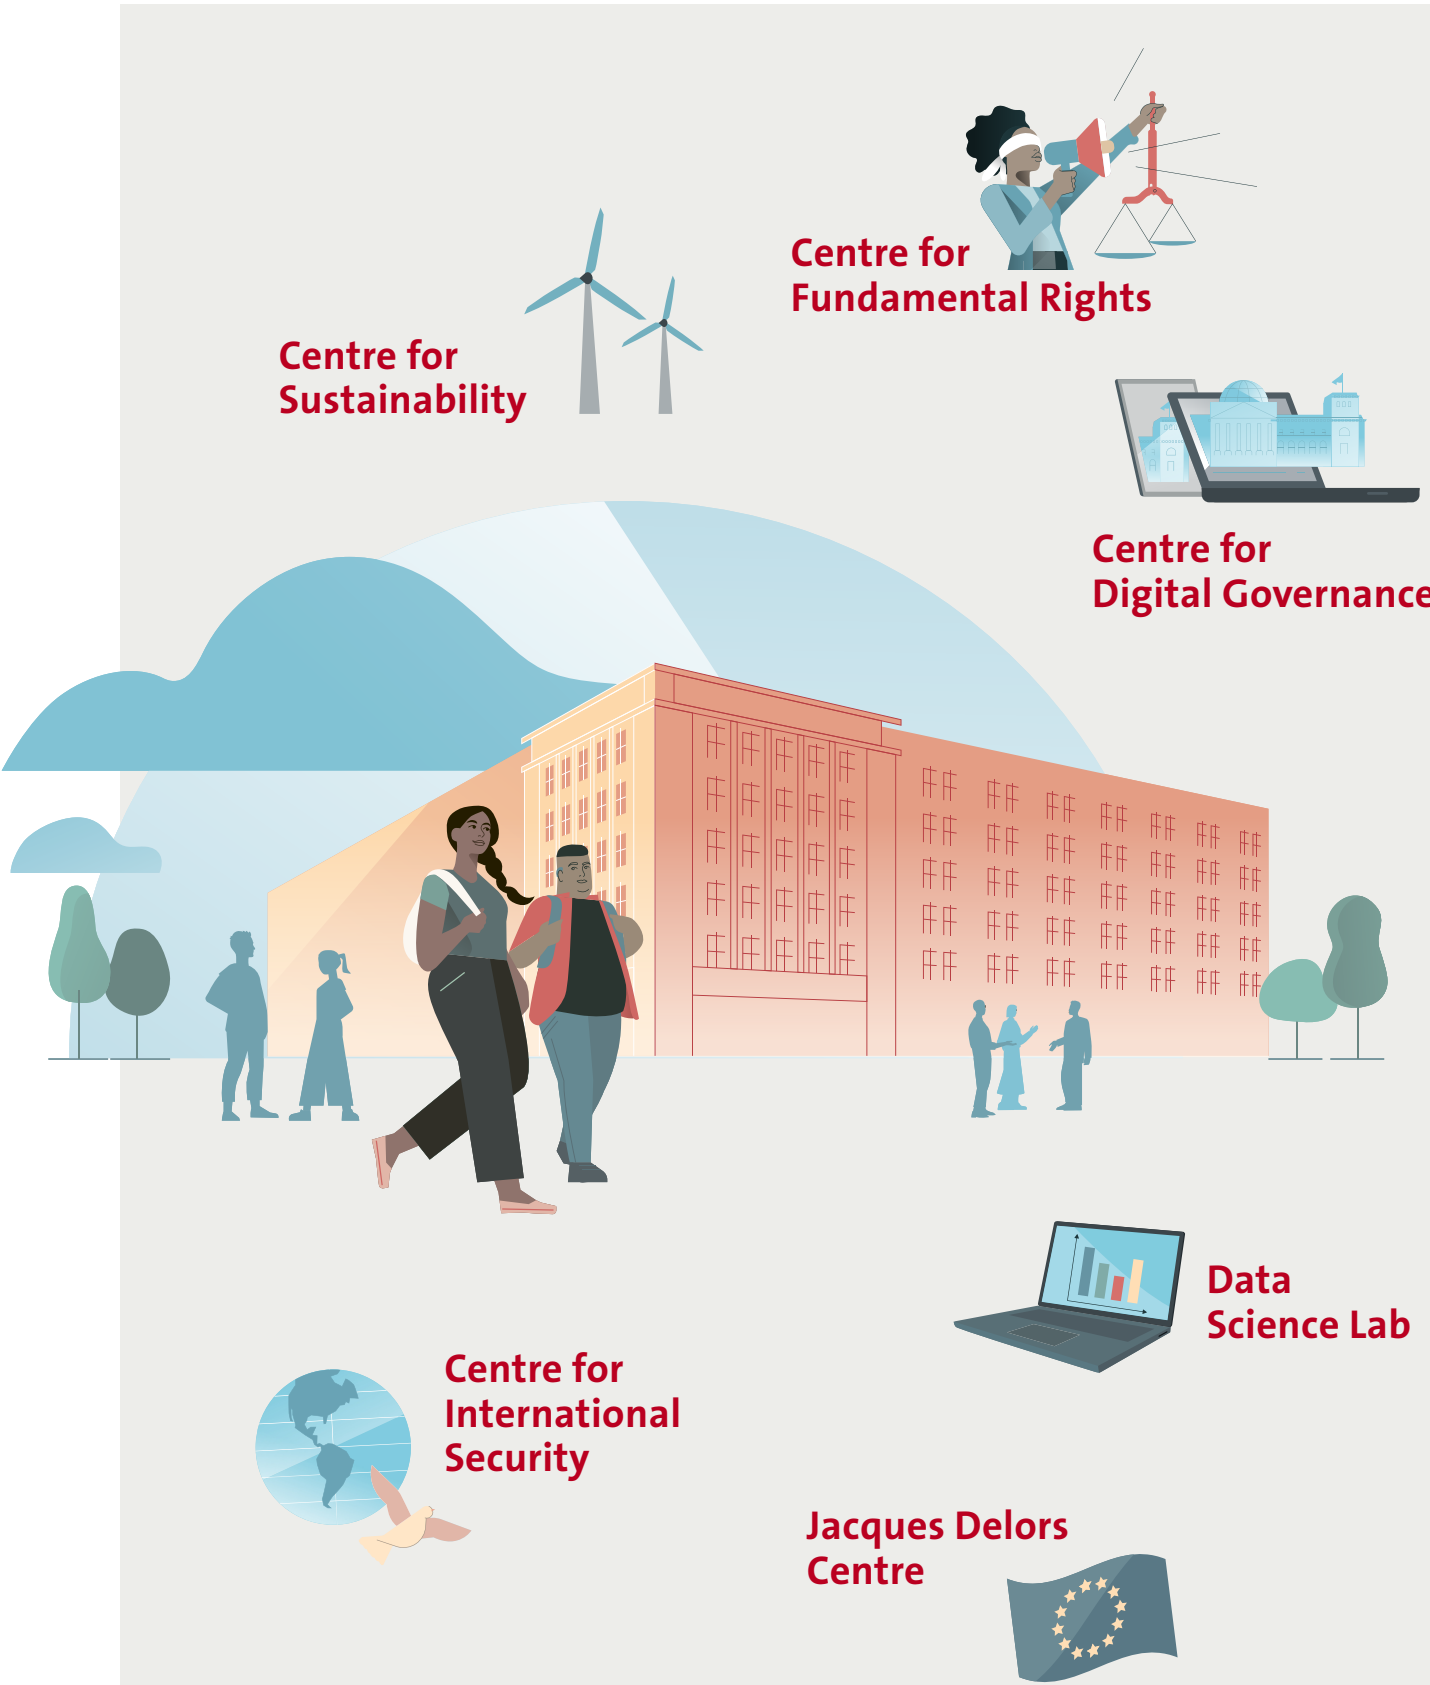 Centre for
Fundamental Rights
Centre for
Sustainability
Centre for
Digital Governance
Data
Science Lab
Centre for
International
Security
Jacques Delors
Centre